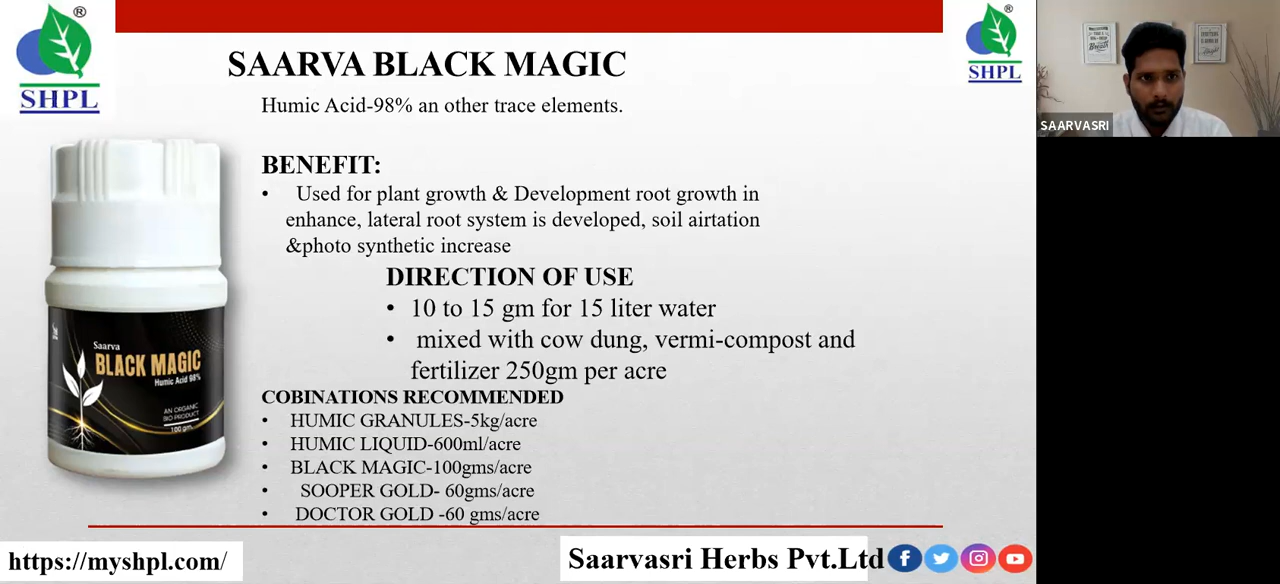 ®
SHPL
SAARVA BLACK MAGIC
Humic Acid-98% an other trace elements.
®
SHPL
SAARVASRI
BENEFIT:
• Used for plant growth & Development root growth in
enhance, lateral root system is developed, soil airtation
&photo synthetic increase
DIRECTION OF USE
• 10 to 15 gm for 15 liter water
• mixed with cow dung, vermi-compost and
fertilizer 250gm per acre
COBINATIONS RECOMMENDED
• HUMIC GRANULES-5kg/acre
• HUMIC LIQUID-600ml/acre
• BLACK MAGIC-100gms/acre
• SOOPER GOLD- 60gms/acre
• DOCTOR GOLD -60 gms/acre
Saarva
BLACK MAGIC
Humic Acid 98%
AN ORGANIC
BIO PRODUCT
100 gm.
https://myshpl.com/
Saarvasri Herbs Pvt.Ltd